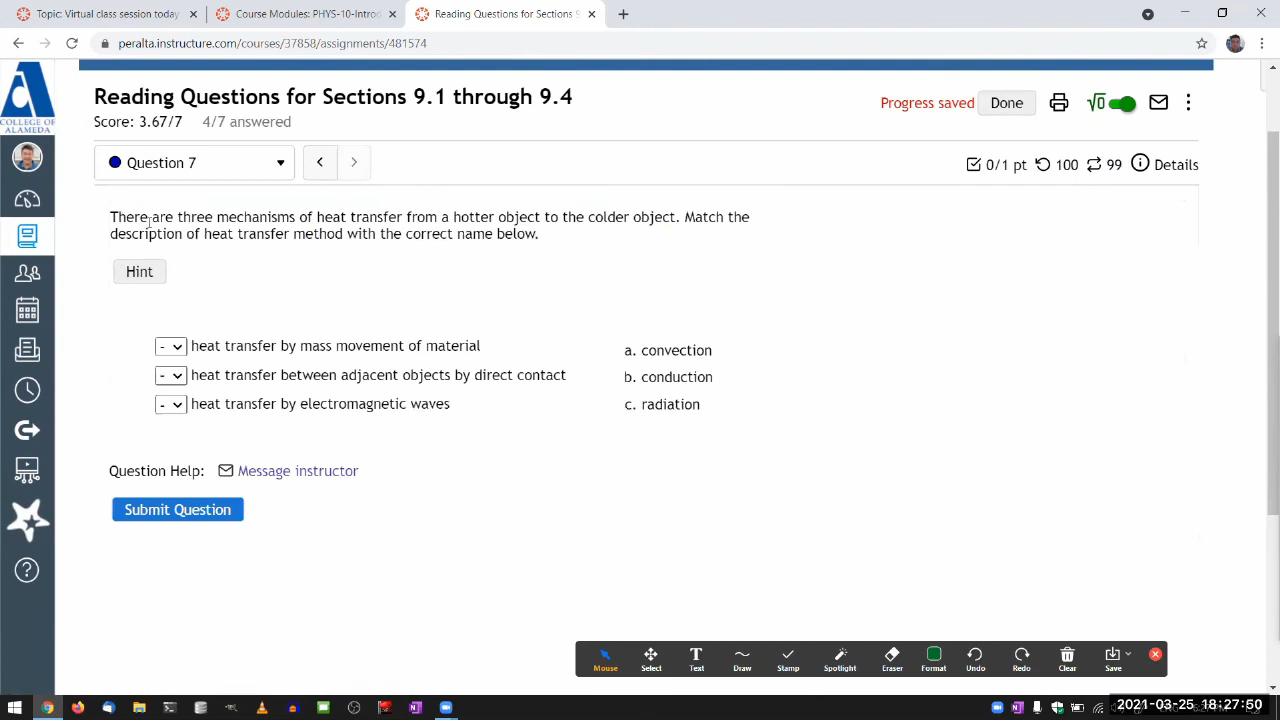 Topic: Virtual session today
Course Modules: PHYS-10-Intro
Reading Questions for Sections 9
peralta.instructure.com/courses/37858/assignments/481574
COLLEGE OF
ALAMEDA
Reading Questions for Sections 9.1 through 9.4
Score: 3.67/7 4/7 answered
Progress saved Done √0
Question 7
0/1 pt 100 99 Details
There are three mechanisms of heat transfer from a hotter object to the colder object. Match the
description of heat transfer method with the correct name below.
Hint
- heat transfer by mass movement of material
- heat transfer between adjacent objects by direct contact
- heat transfer by electromagnetic waves
a. convection
b. conduction
c. radiation
Question Help: Message instructor
Submit Question
Mouse Select Text Draw Stamp Spotlight Eraser Format Undo Redo Clear Save
2021-03-25 18:27:50